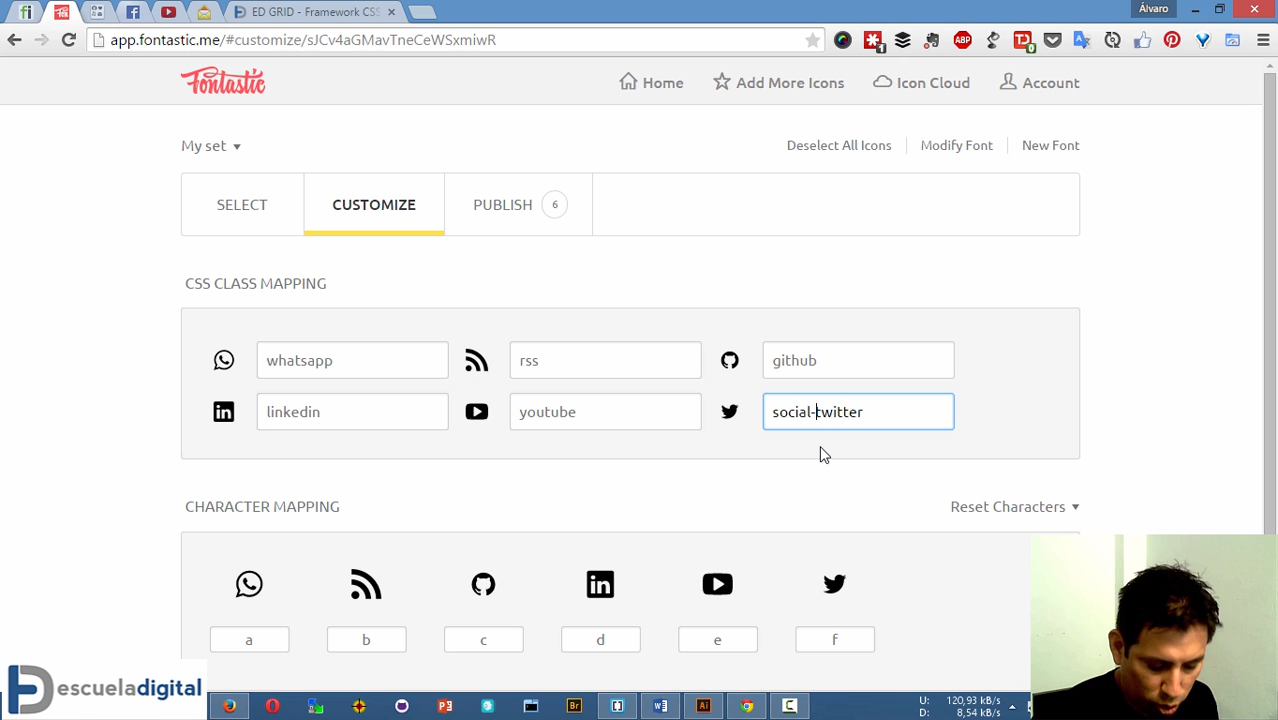 ED GRID - Framework CSS
Álvaro
app.fontastic.me/#customize/sJCv4aGMavTneCeWSxmiwR
Fontastic
Home
Add More Icons
Icon Cloud
Account
My set
Deselect All Icons
Modify Font
New Font
SELECT
CUSTOMIZE
PUBLISH 6
CSS CLASS MAPPING
whatsapp
rss
github
linkedin
youtube
social-twitter
CHARACTER MAPPING
Reset Characters
a
b
c
d
e
f
escueladigital
U: 120,93 kB/s
D: 8,54 kB/s